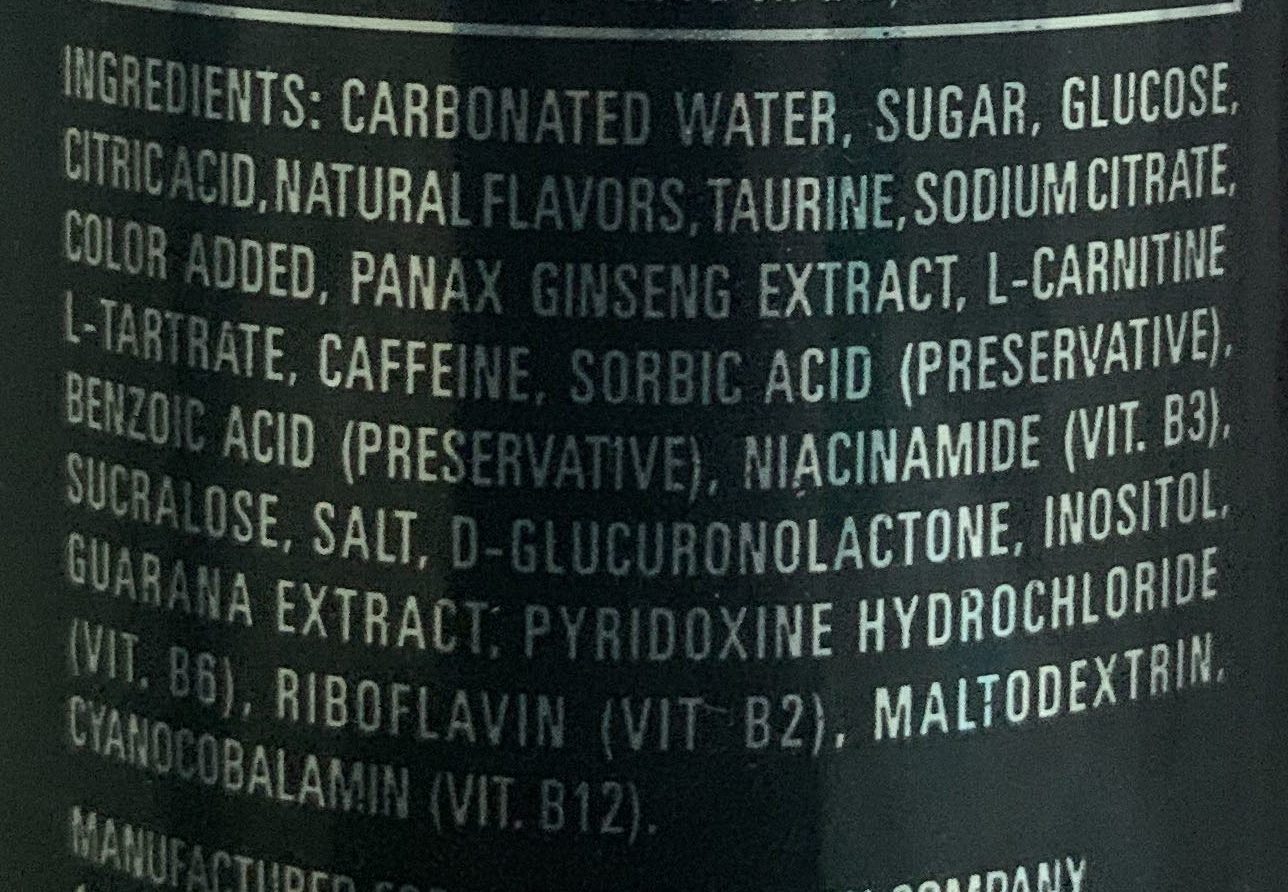 INGREDIENTS: CARBONATED WATER, SUGAR, GLUCOSE,
CITRIC ACID, NATURAL FLAVORS, TAURINE, SODIUM CITRATE,
COLOR ADDED, PANAX GINSENG EXTRACT, L-CARNITINE
L-TARTRATE, CAFFEINE, SORBIC ACID (PRESERVATIVE),
BENZOIC ACID (PRESERVATIVE), NIACINAMIDE (VIT. B3),
SUCRALOSE, SALT, D-GLUCURONOLACTONE, INOSITOL,
GUARANA EXTRACT, PYRIDOXINE HYDROCHLORIDE
(VIT. B6), RIBOFLAVIN (VIT B2), MALTODEXTRIN,
CYANOCOBALAMIN (VIT. B12).
MANUFACTURED COMPANY